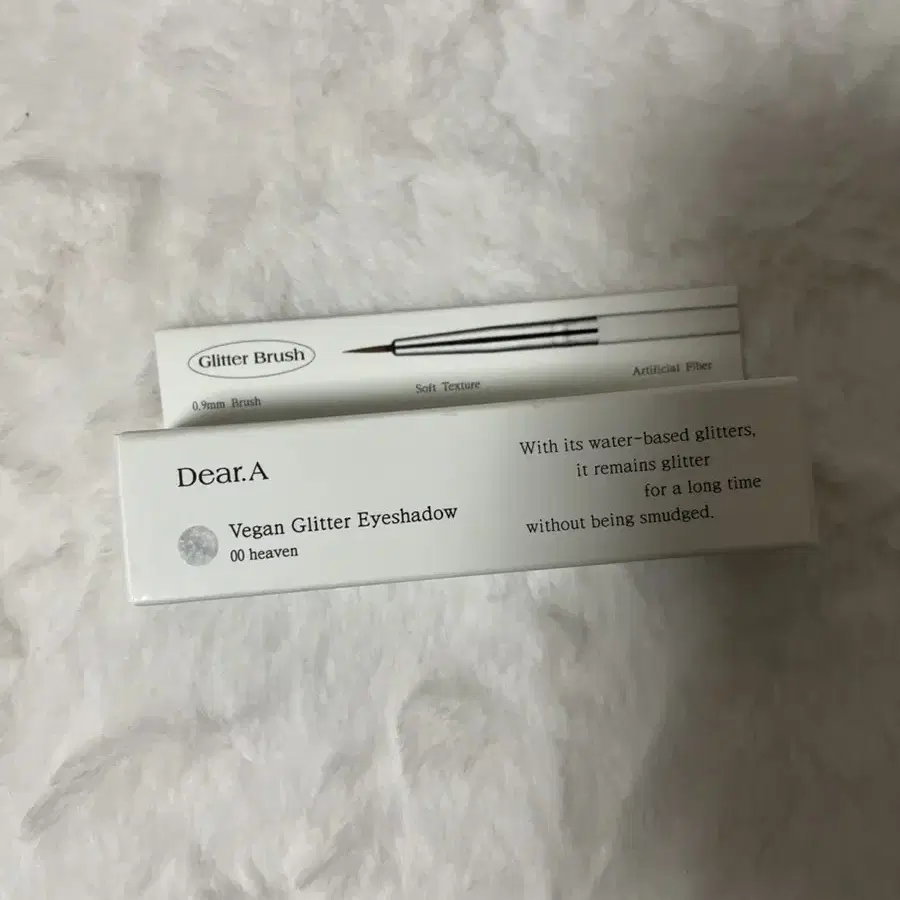 Glitter Brush
0.9mm Brush
Soft Texture
Artificial Fiber
Dear.A
Vegan Glitter Eyeshadow
00 heaven
With its water-based glitters,
it remains glitter
for a long time
without being smudged.